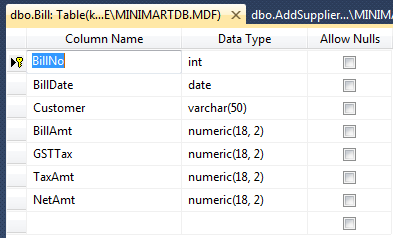 dbo.Bill: Table(k...E\MINIMARTDB.MDF) dbo.AddSupplier...\MINIMA
Column Name Data Type Allow Nulls
BillNo int
BillDate date
Customer varchar(50)
BillAmt numeric(18, 2)
GSTTax numeric(18, 2)
TaxAmt numeric(18, 2)
NetAmt numeric(18, 2)